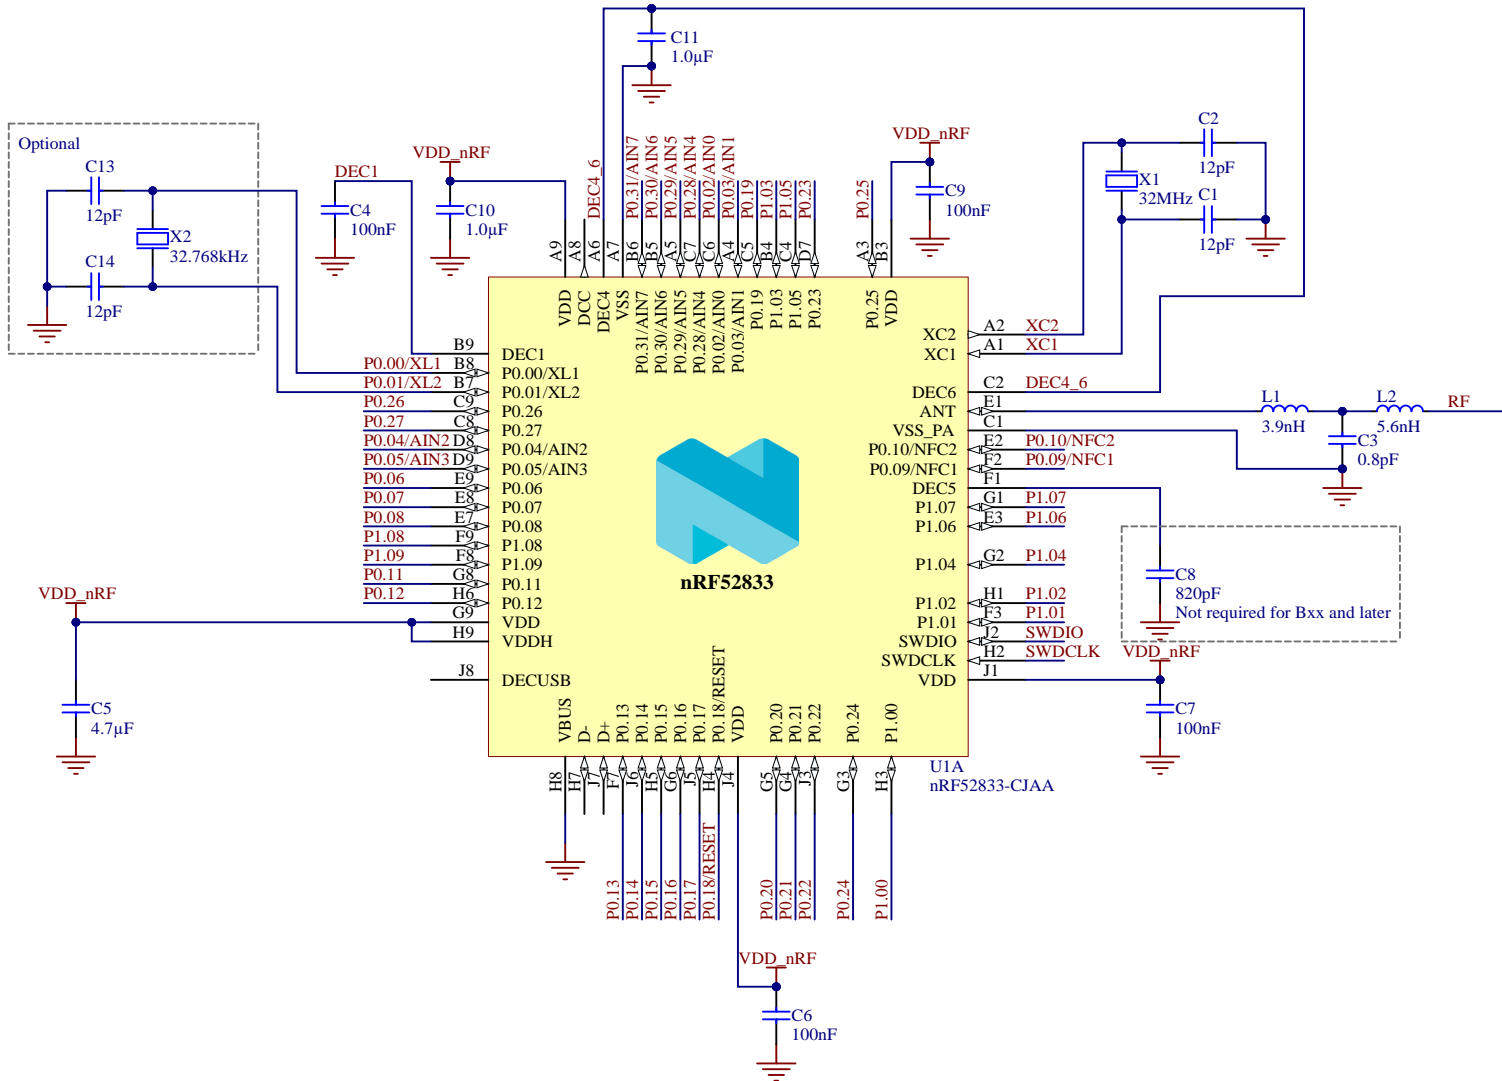 C11
1.0µF
Optional
C13
12pF
X2
32.768kHz
C14
12pF
DEC1
C4
100nF
VDD_nRF
C10
1.0µF
DEC4_6
P0.31/AIN7
P0.30/AIN6
P0.29/AIN5
P0.28/AIN4
P0.02/AIN0
P0.03/AIN1
P0.19
P1.03
P1.05
P0.23
P0.25
VDD_nRF
C9
100nF
C2
12pF
X1
32MHz
C1
12pF
A9
A8
A6
A7
B6
B5
A5
C7
C6
A4
C5
B4
C4
D7
A3
B3
VDD
DCC
DEC4
VSS
P0.31/AIN7
P0.30/AIN6
P0.29/AIN5
P0.28/AIN4
P0.02/AIN0
P0.03/AIN1
P0.19
P1.03
P1.05
P0.23
P0.25
VDD
B9 DEC1
P0.00/XL1 B8 P0.00/XL1
P0.01/XL2 B7 P0.01/XL2
P0.26 C9 P0.26
P0.27 C8 P0.27
P0.04/AIN2 D8 P0.04/AIN2
P0.05/AIN3 D9 P0.05/AIN3
P0.06 E9 P0.06
P0.07 E8 P0.07
P0.08 E7 P0.08
P1.08 F9 P1.08
P1.09 F8 P1.09
P0.11 G8 P0.11
P0.12 H6 P0.12
G9 VDD
H9 VDDH
J8 DECUSB
VDD_nRF
C5
4.7µF
nRF52833
XC2 A2 XC2
XC1 A1 XC1
DEC6 C2 DEC4_6
ANT E1
VSS_PA C1
P0.10/NFC2 E2 P0.10/NFC2
P0.09/NFC1 F2 P0.09/NFC1
DEC5 F1
P1.07 G1 P1.07
P1.06 E3 P1.06
P1.04 G2 P1.04
P1.02 H1 P1.02
P1.01 F3 P1.01
SWDIO J2 SWDIO
SWDCLK H2 SWDCLK
VDD J1
L1
3.9nH
L2
5.6nH
RF
C3
0.8pF
C8
820pF
Not required for Bxx and later
VDD_nRF
C7
100nF
VBUS
D-
D+
P0.13
P0.14
P0.15
P0.16
P0.17
P0.18/RESET
VDD
P0.20
P0.21
P0.22
P0.24
P1.00
U1A
nRF52833-CJAA
H8
H7
J7
F7
J6
H5
G6
J5
H4
J4
G5
G4
J3
G3
H3
P0.13
P0.14
P0.15
P0.16
P0.17
P0.18/RESET
P0.20
P0.21
P0.22
P0.24
P1.00
VDD_nRF
C6
100nF